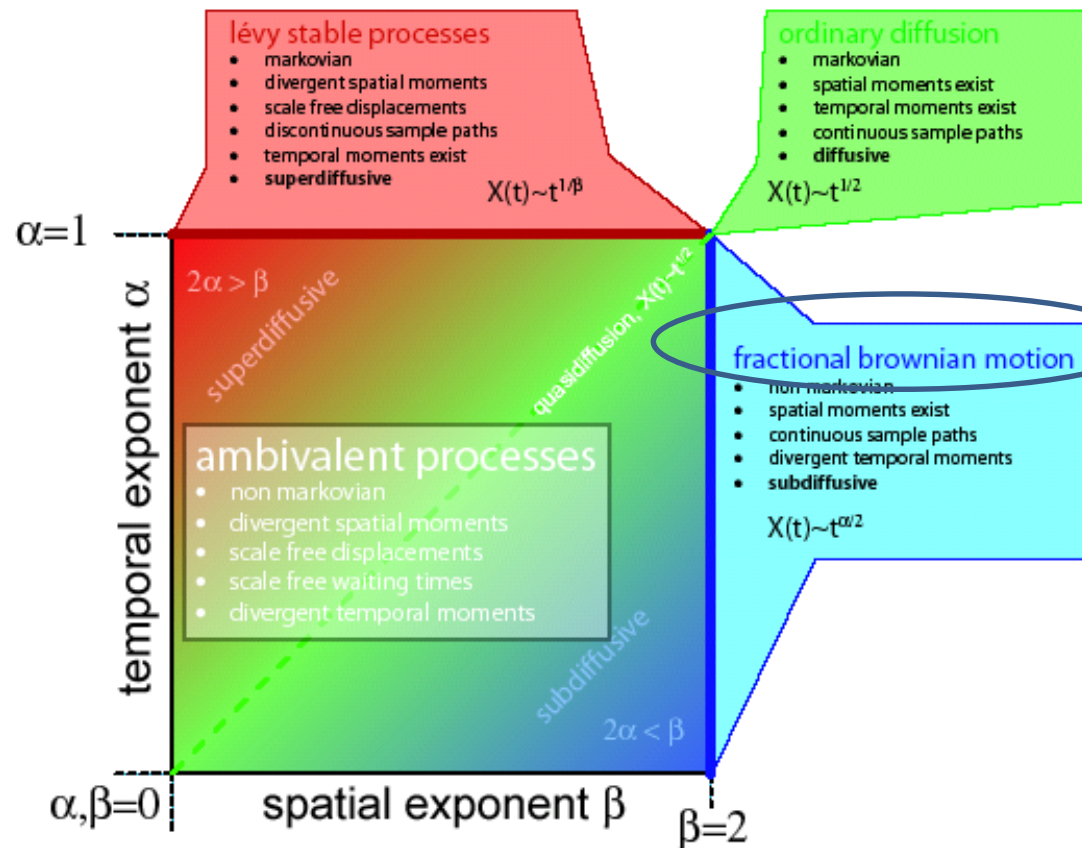 lévy stable processes
• markovian
• divergent spatial moments
• scale free displacements
• discontinuous sample paths
• temporal moments exist
• superdiffusive
X(t)~t^{1/β}
ordinary diffusion
• markovian
• spatial moments exist
• temporal moments exist
• continuous sample paths
• diffusive
X(t)~t^{1/2}
α=1
temporal exponent α
2α > β
superdiffusive
quasidiffusion, X(t)~t^{1/2}
ambivalent processes
• non markovian
• divergent spatial moments
• scale free displacements
• scale free waiting times
• divergent temporal moments
subdiffusive
2α < β
fractional brownian motion
• non markovian
• spatial moments exist
• continuous sample paths
• divergent temporal moments
• subdiffusive
X(t)~t^{α/2}
α,β=0
spatial exponent β
β=2